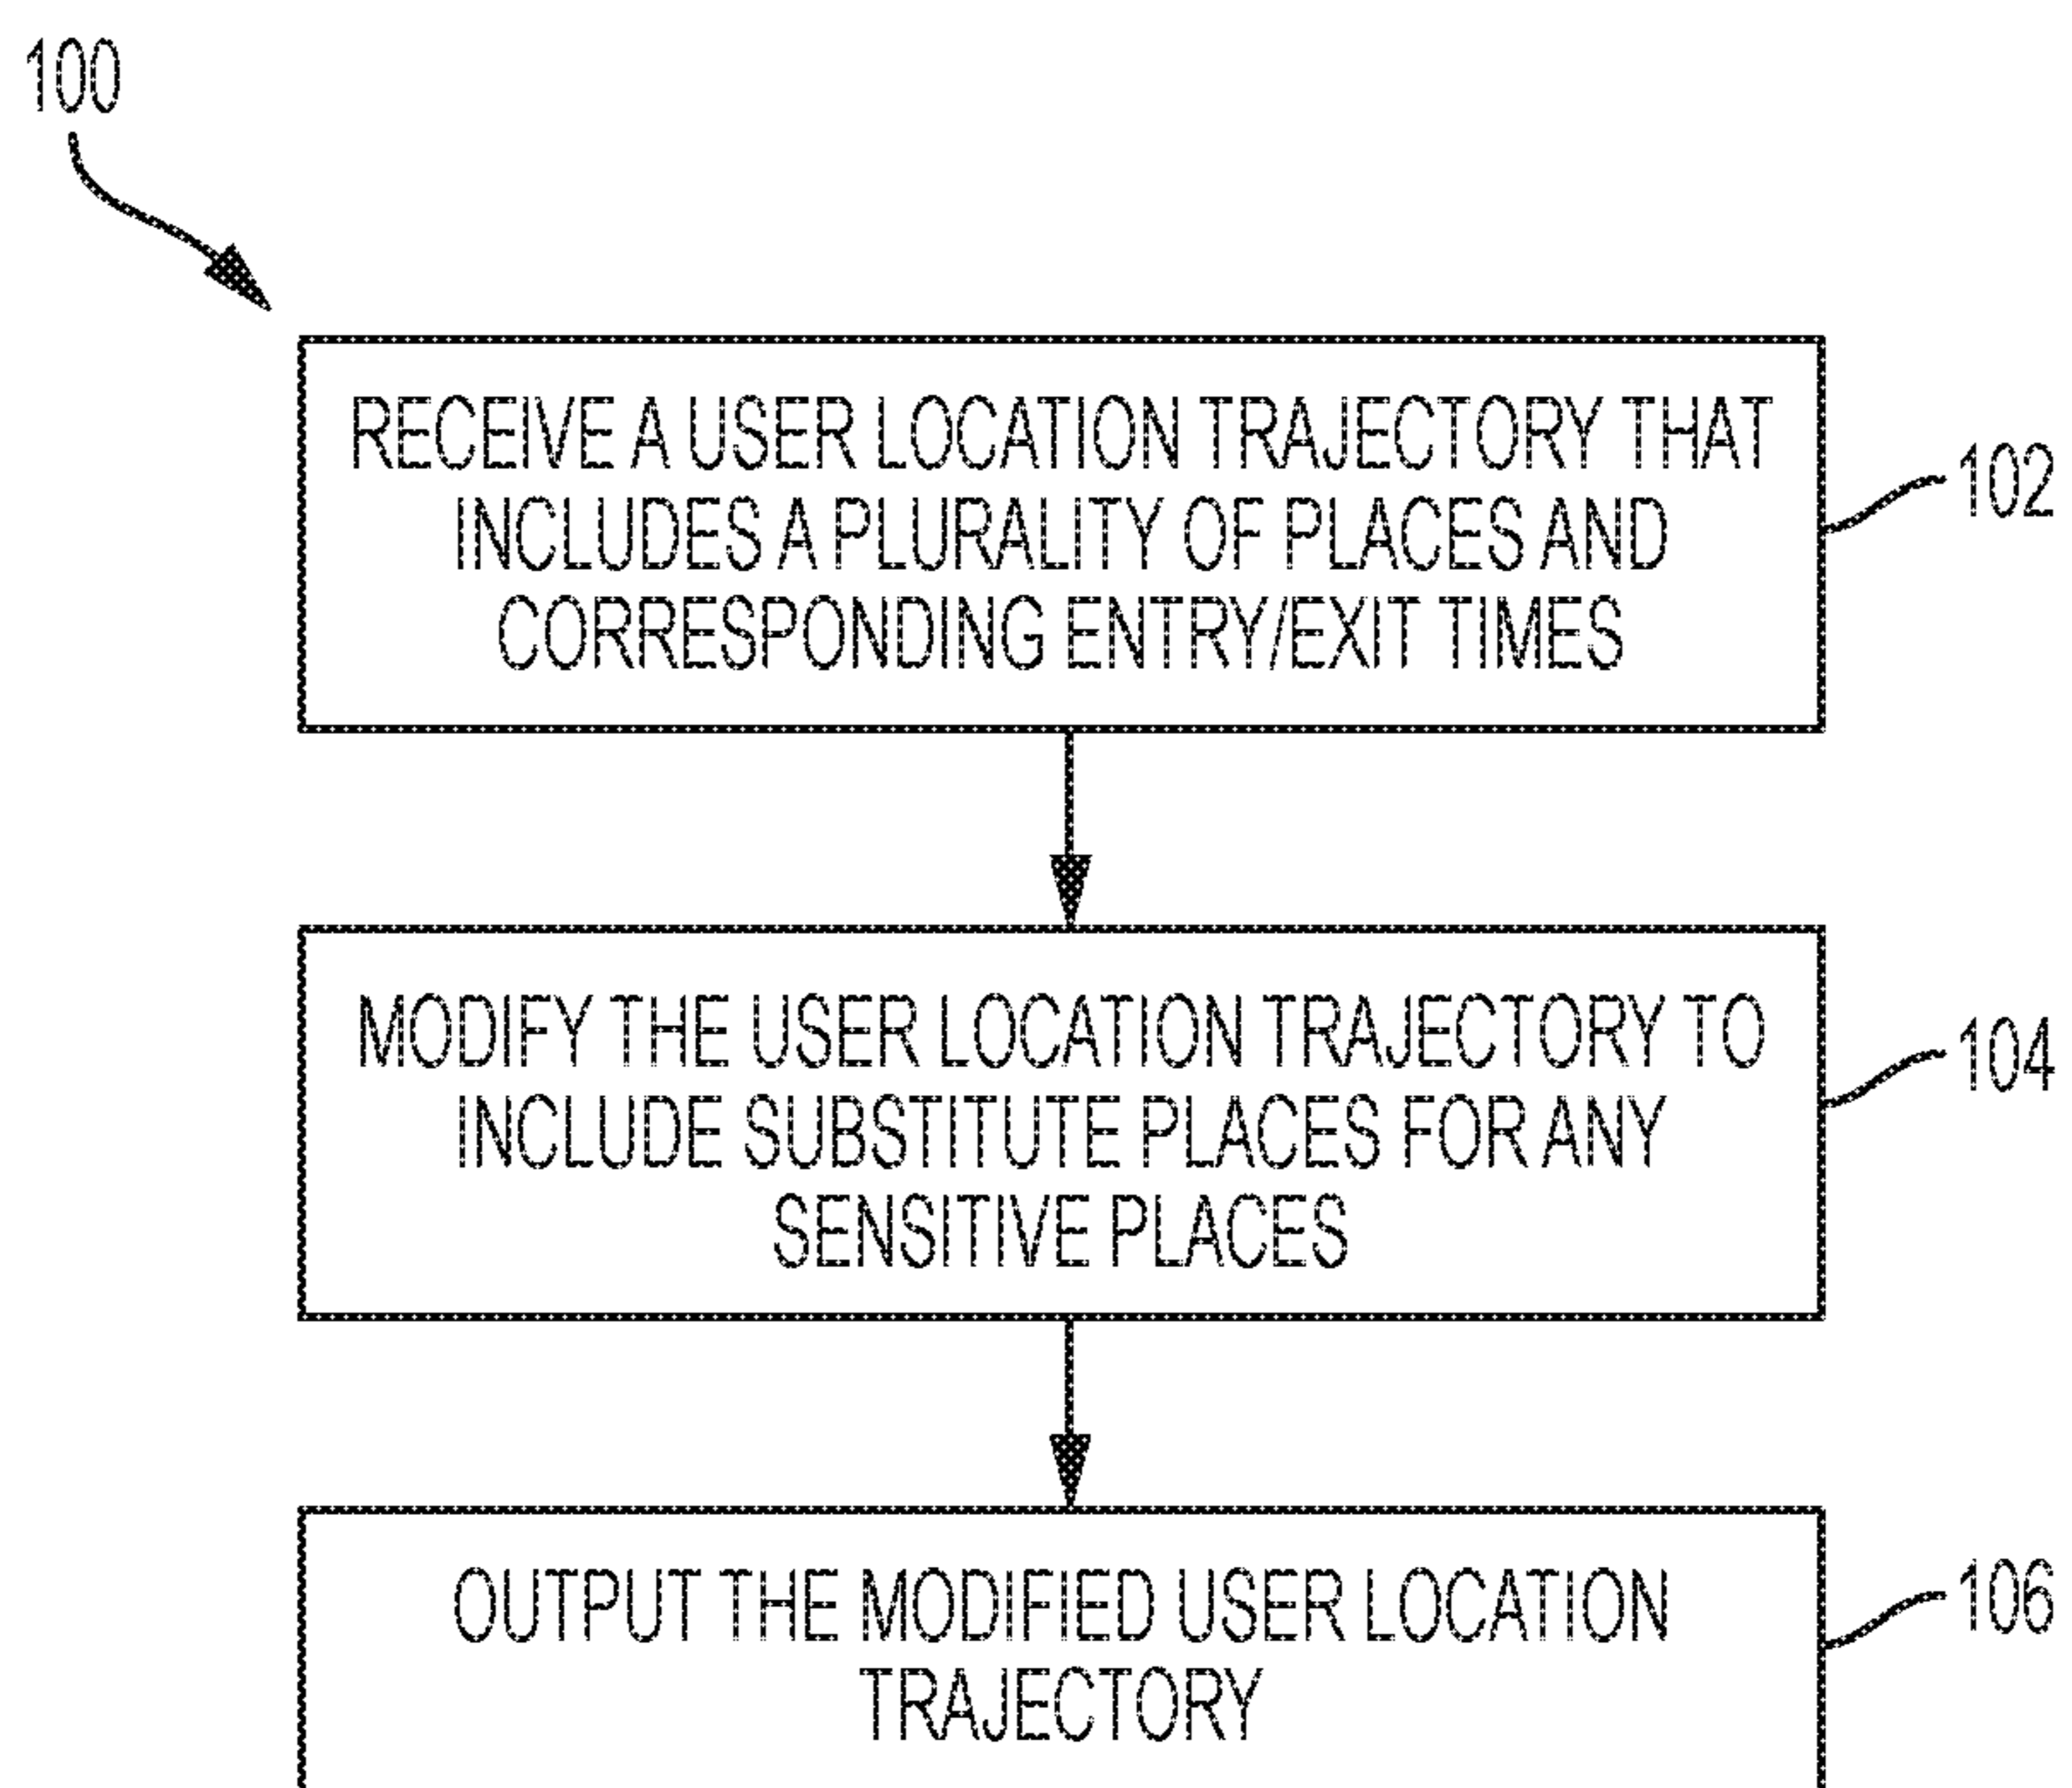 100
RECEIVE A USER LOCATION TRAJECTORY THAT
INCLUDES A PLURALITY OF PLACES AND
CORRESPONDING ENTRY/EXIT TIMES
102
MODIFY THE USER LOCATION TRAJECTORY TO
INCLUDE SUBSTITUTE PLACES FOR ANY
SENSITIVE PLACES
104
OUTPUT THE MODIFIED USER LOCATION
TRAJECTORY
106